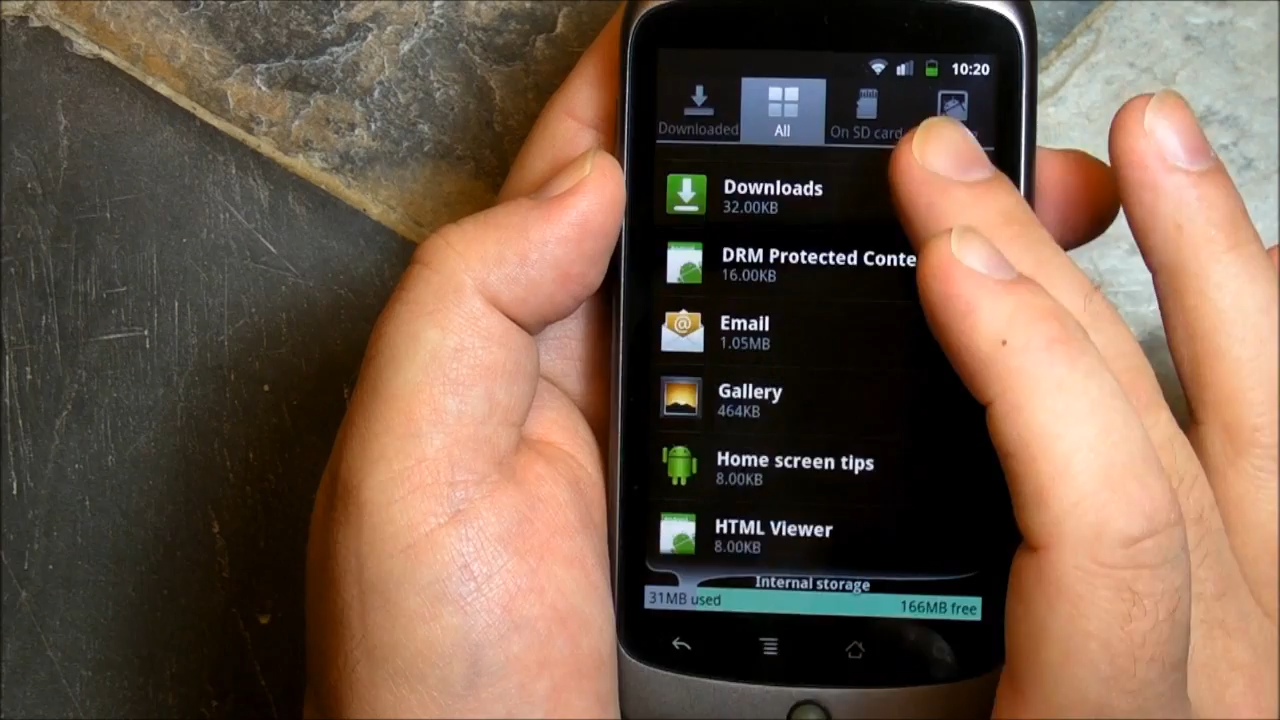 10:20
Downloaded
All
On SD card
Downloads
32.00KB
DRM Protected Conte
16.00KB
Email
1.05MB
Gallery
464KB
Home screen tips
8.00KB
HTML Viewer
8.00KB
Internal storage
31MB used
166MB free